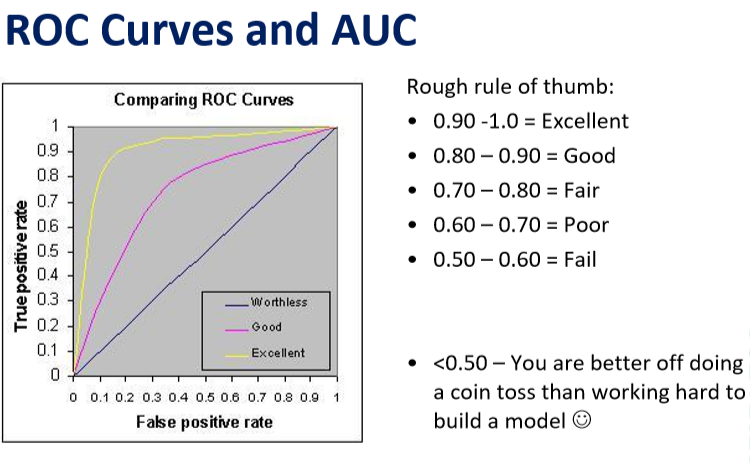 ROC Curves and AUC
Comparing ROC Curves
True positive rate
1
0.9
0.8
0.7
0.6
0.5
0.4
0.3
0.2
0.1
0
Worthless
Good
Excellent
0 0.1 0.2 0.3 0.4 0.5 0.6 0.7 0.8 0.9 1
False positive rate
Rough rule of thumb:
• 0.90 -1.0 = Excellent
• 0.80 – 0.90 = Good
• 0.70 – 0.80 = Fair
• 0.60 – 0.70 = Poor
• 0.50 – 0.60 = Fail
• <0.50 – You are better off doing
a coin toss than working hard to
build a model ☺